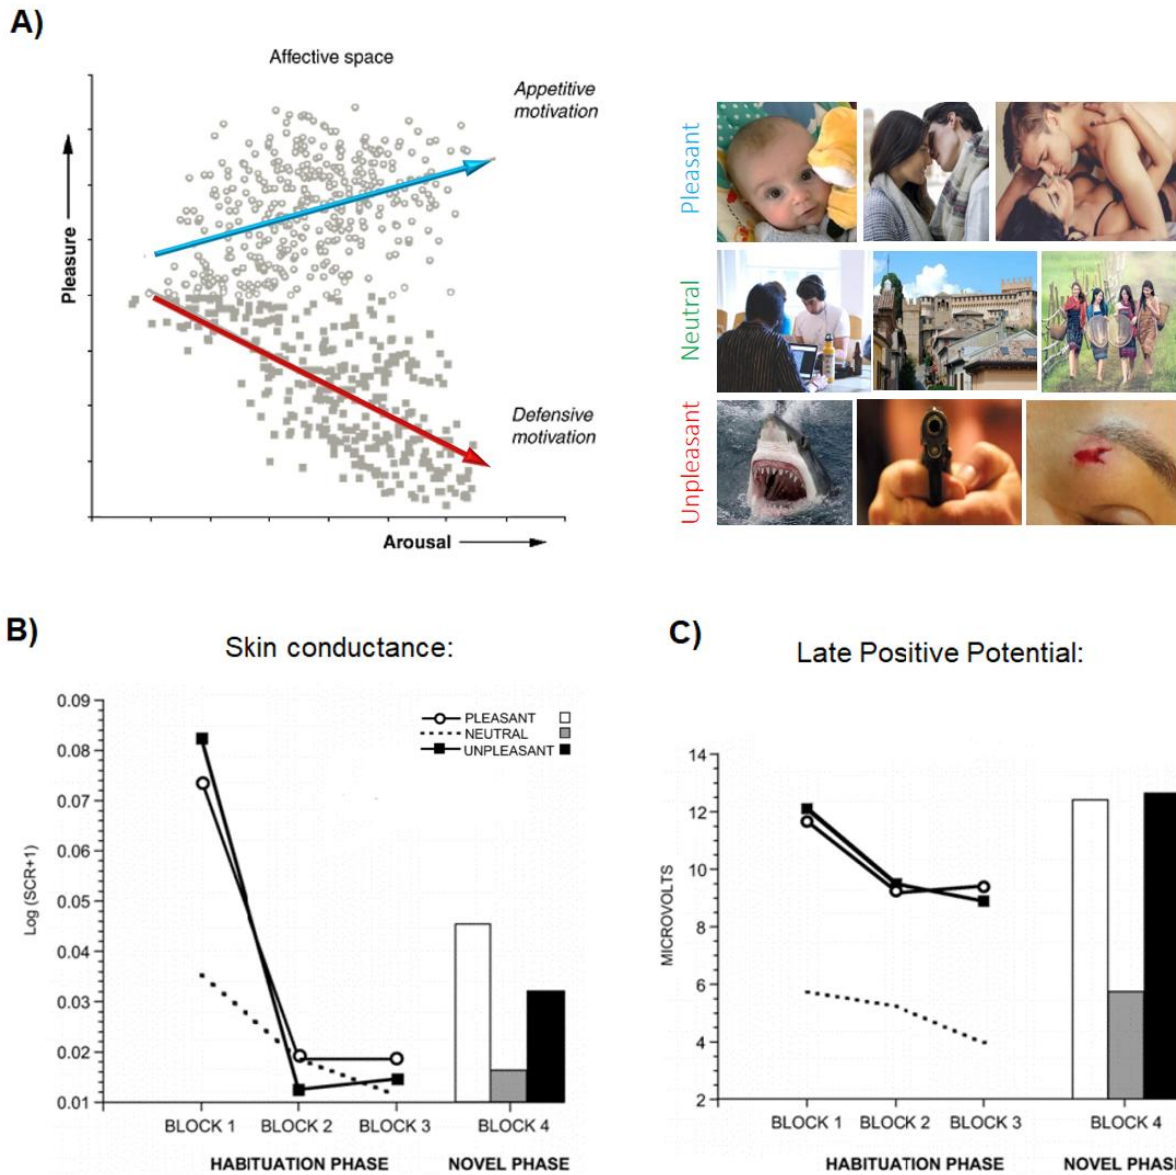 A)
Affective space
Appetitive
motivation
Pleasure
Defensive
motivation
Arousal
Pleasant
Neutral
Unpleasant
B)
Skin conductance:
0.09
0.08
0.07
0.06
0.05
0.04
0.03
0.02
0.01
Log (SCR+1)
PLEASANT
NEUTRAL
UNPLEASANT
BLOCK 1
BLOCK 2
BLOCK 3
BLOCK 4
HABITUATION PHASE
NOVEL PHASE
C)
Late Positive Potential:
14
12
10
8
6
4
2
MICROVOLTS
BLOCK 1
BLOCK 2
BLOCK 3
BLOCK 4
HABITUATION PHASE
NOVEL PHASE